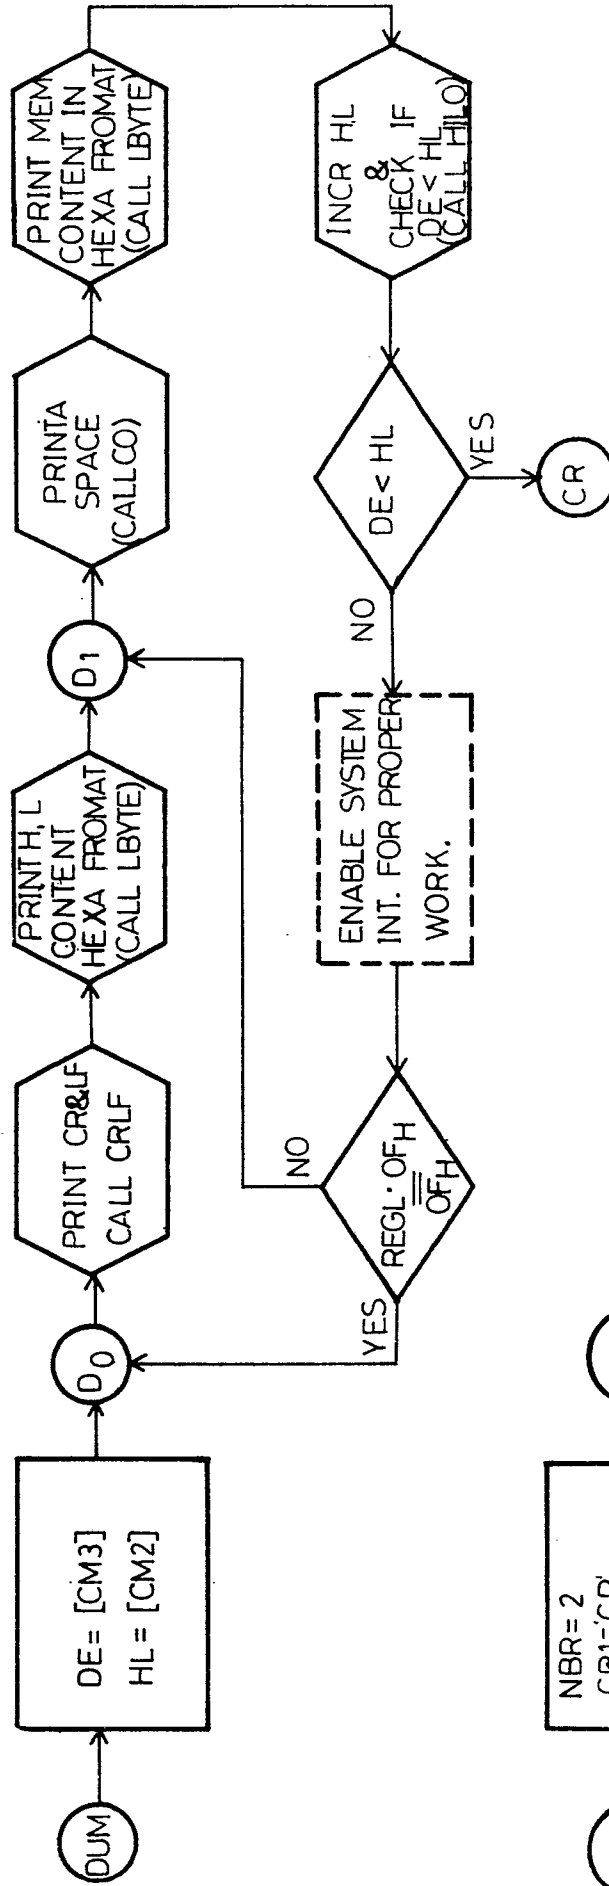 DUM
DE= [CM3]
HL= [CM2]
D0
PRINT CR&LF
CALL CRLF
PRINT H, L
CONTENT
HEXA FROMAT
(CALL LBYTE)
D1
PRINTA
SPACE
(CALLCO)
PRINT MEM
CONTENT IN
HEXA FROMAT
(CALL LBYTE)
INCR HL
&
CHECK IF
DE< HL
(CALL HILO)
DE< HL
YES
CR
NO
ENABLE SYSTEM
INT. FOR PROPER
WORK.
REGL· OFH
=
OFH
NO
YES
NBR= 2